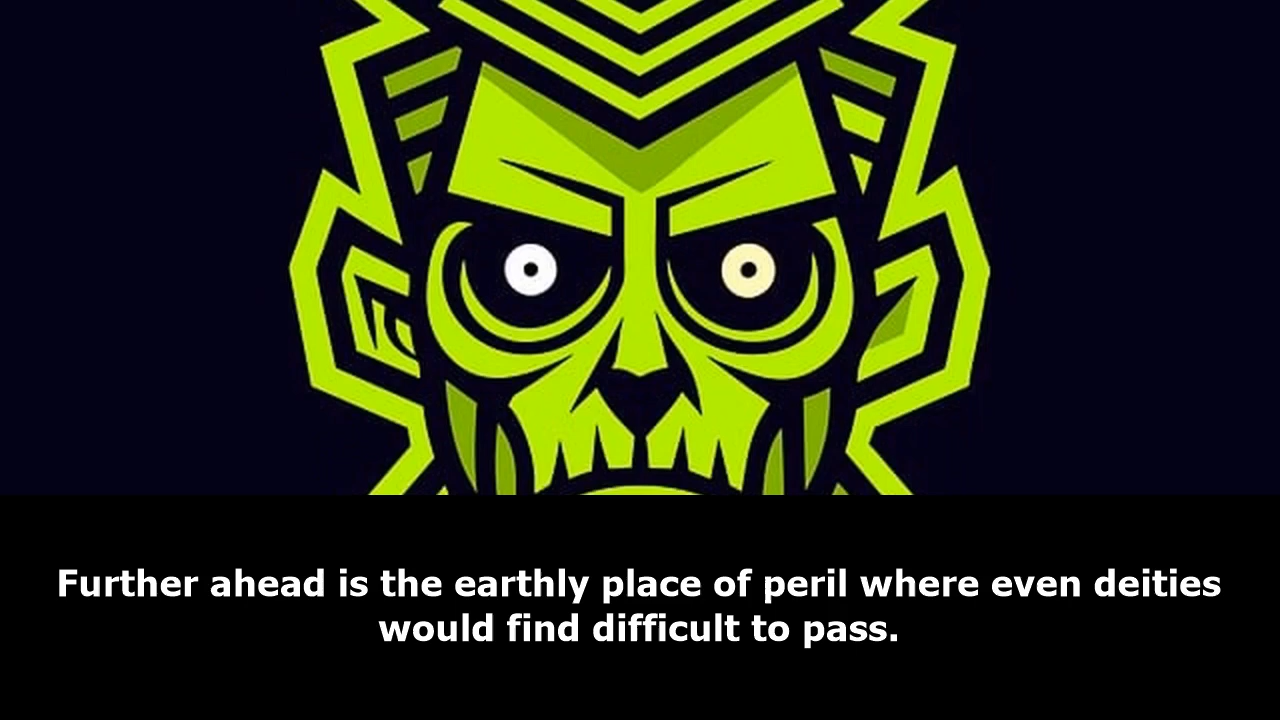 Further ahead is the earthly place of peril where even deities
would find difficult to pass.